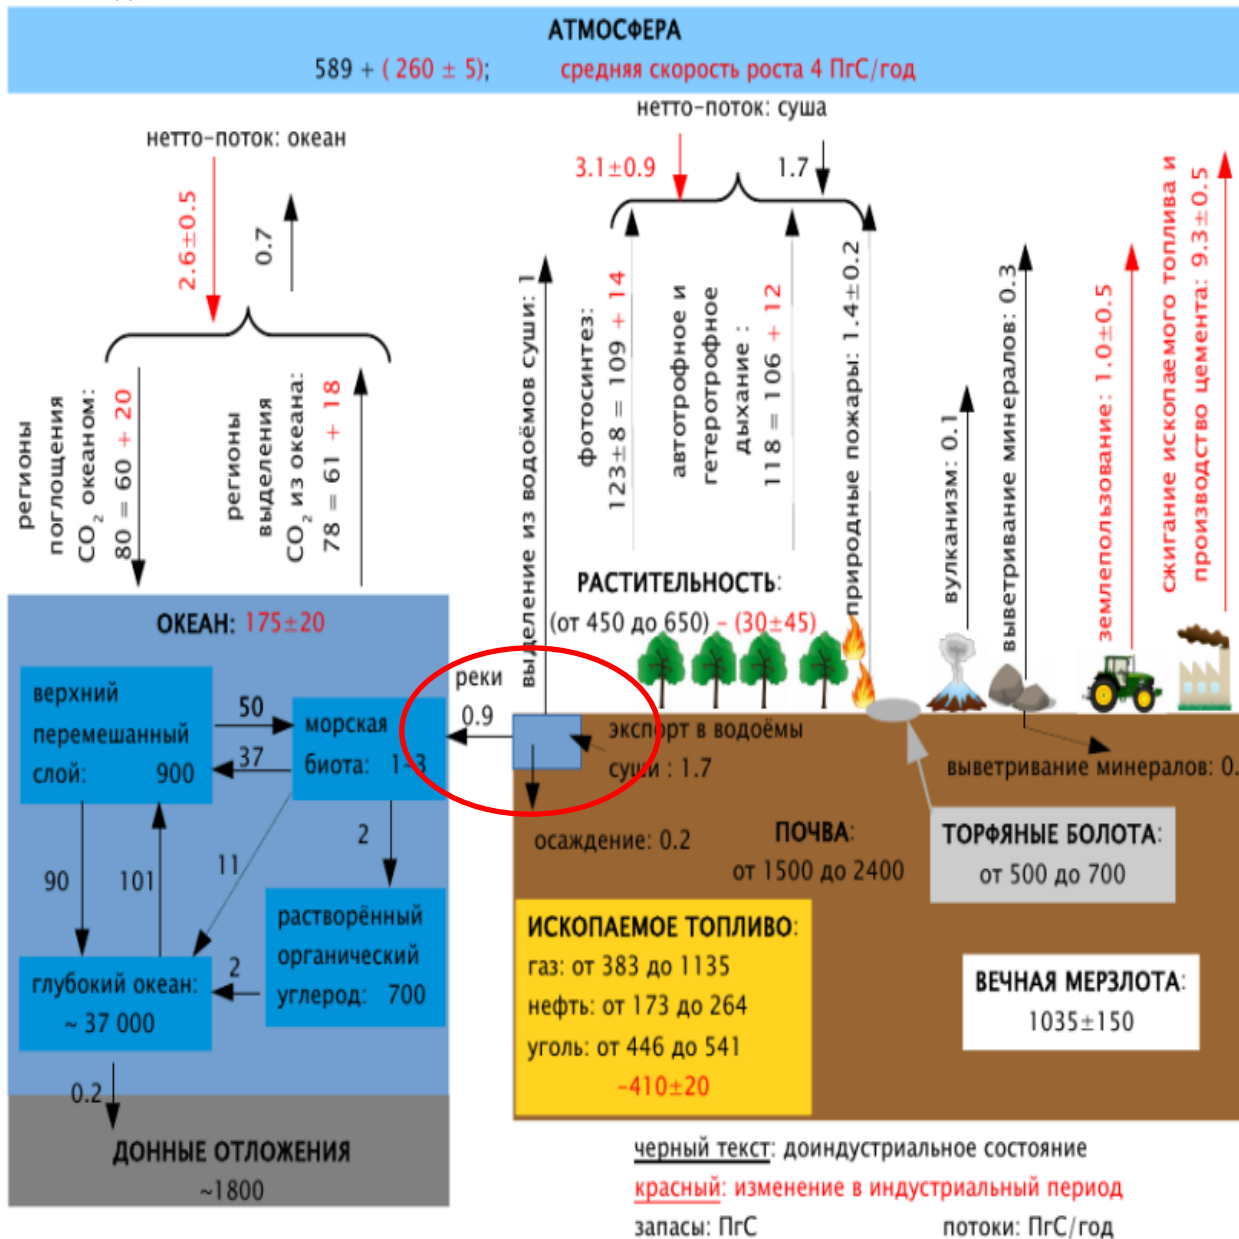 АТМОСФЕРА
589 + ( 260 ± 5); средняя скорость роста 4 ПгС/год
нетто-поток: океан
2.6±0.5
0.7
регионы
поглощения
CO2 океаном:
80 = 60 + 20
регионы
выделения
CO2 из океана:
78 = 61 + 18
нетто-поток: суша
3.1±0.9
1.7
выделение из водоёмов суши: 1
фотосинтез:
123±8 = 109 + 14
автотрофное и
гетеротрофное
дыхание :
118 = 106 + 12
природные пожары: 1.4±0.2
вулканизм: 0.1
выветривание минералов: 0.3
землепользование: 1.0±0.5
сжигание ископаемого топлива и
производство цемента: 9.3±0.5
РАСТИТЕЛЬНОСТЬ:
(от 450 до 650) – (30±45)
ОКЕАН: 175±20
верхний
перемешанный
слой: 900
50
37
морская
биота: 1-3
90
101
11
2
растворённый
органический
углерод: 700
2
глубокий океан:
~ 37 000
0.2
ДОННЫЕ ОТЛОЖЕНИЯ
~1800
реки
0.9
экспорт в водоёмы
суши : 1.7
осаждение: 0.2
выветривание минералов: 0.
ПОЧВА:
от 1500 до 2400
ТОРФЯНЫЕ БОЛОТА:
от 500 до 700
ИСКОПАЕМОЕ ТОПЛИВО:
газ: от 383 до 1135
нефть: от 173 до 264
уголь: от 446 до 541
-410±20
ВЕЧНАЯ МЕРЗЛОТА:
1035±150
черный текст: доиндустриальное состояние
красный: изменение в индустриальный период
запасы: ПгС потоки: ПгС/год